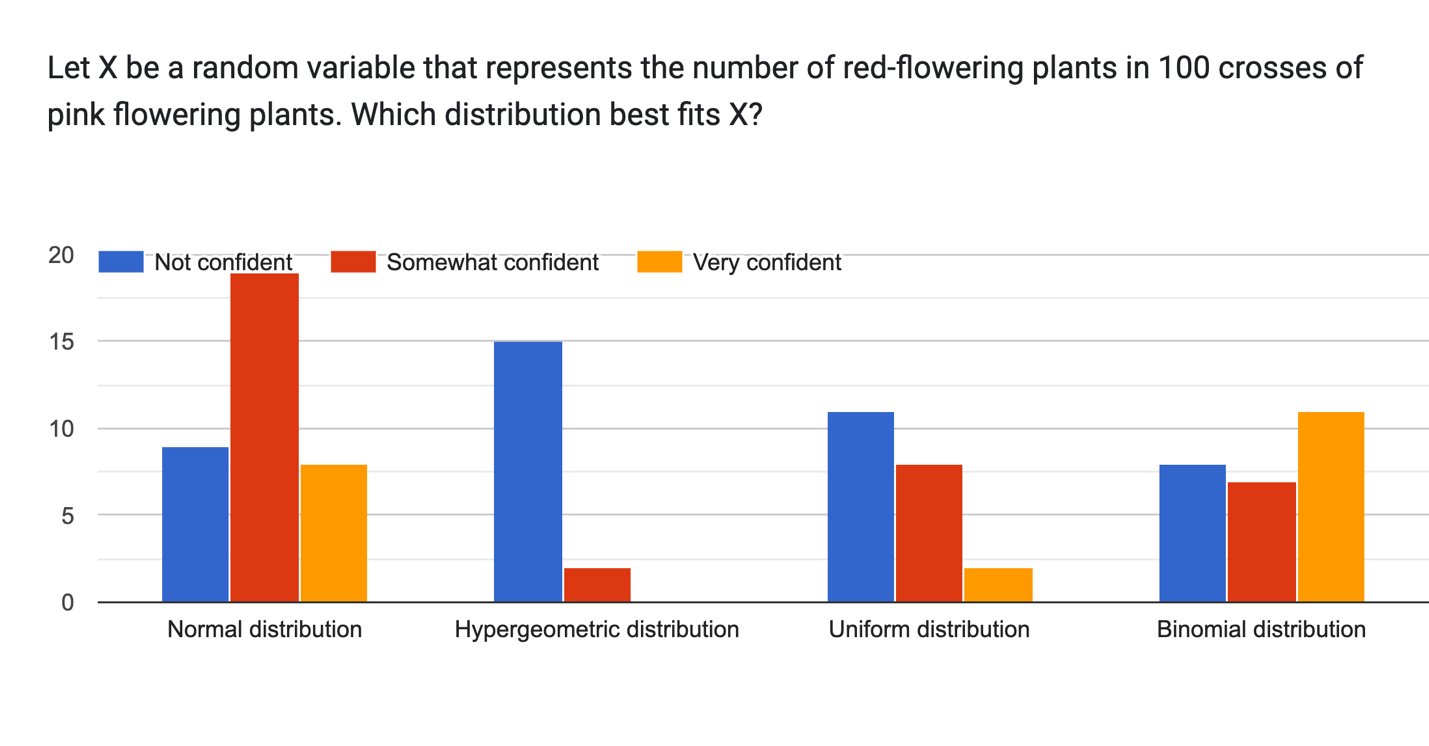 Let X be a random variable that represents the number of red-flowering plants in 100 crosses of
pink flowering plants. Which distribution best fits X?
20
Not confident
Somewhat confident
Very confident
15
10
5
0
Normal distribution
Hypergeometric distribution
Uniform distribution
Binomial distribution